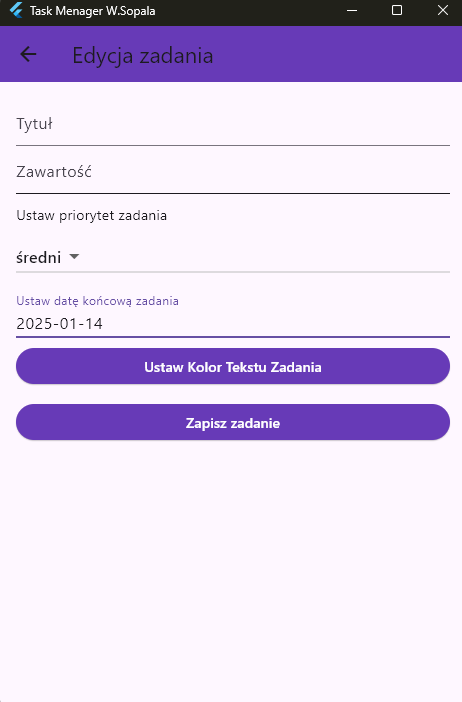 Task Menager W.Sopala
Edycja zadania
Tytuł
Zawartość
Ustaw priorytet zadania
średni
Ustaw datę końcową zadania
2025-01-14
Ustaw Kolor Tekstu Zadania
Zapisz zadanie